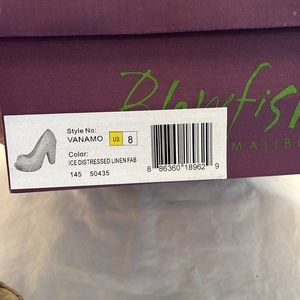 Blowfish
MALIBU
Style No:
VANAMO
US 8
Color:
ICE DISTRESSED LINEN FAB
145 50435
8 86360 18962 9